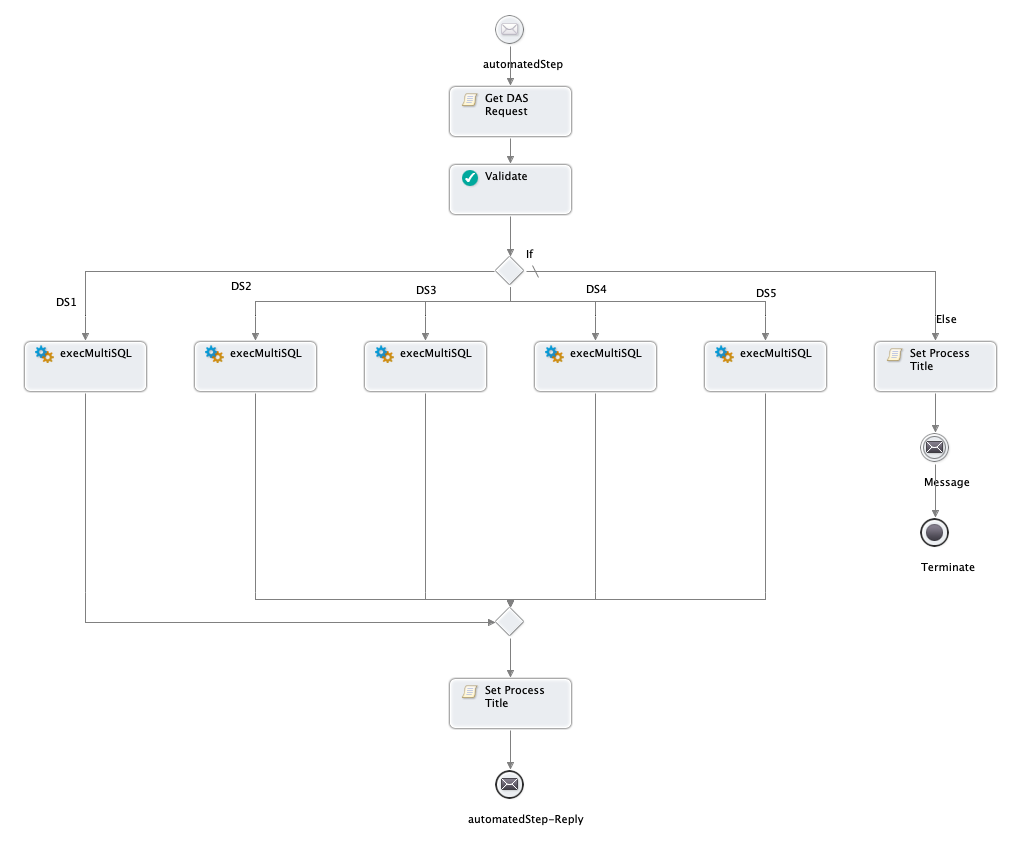 automatedStep
Get DAS
Request
Validate
If
DS1
DS2
DS3
DS4
DS5
Else
execMultiSQL
execMultiSQL
execMultiSQL
execMultiSQL
execMultiSQL
Set Process
Title
Message
Terminate
Set Process
Title
automatedStep-Reply